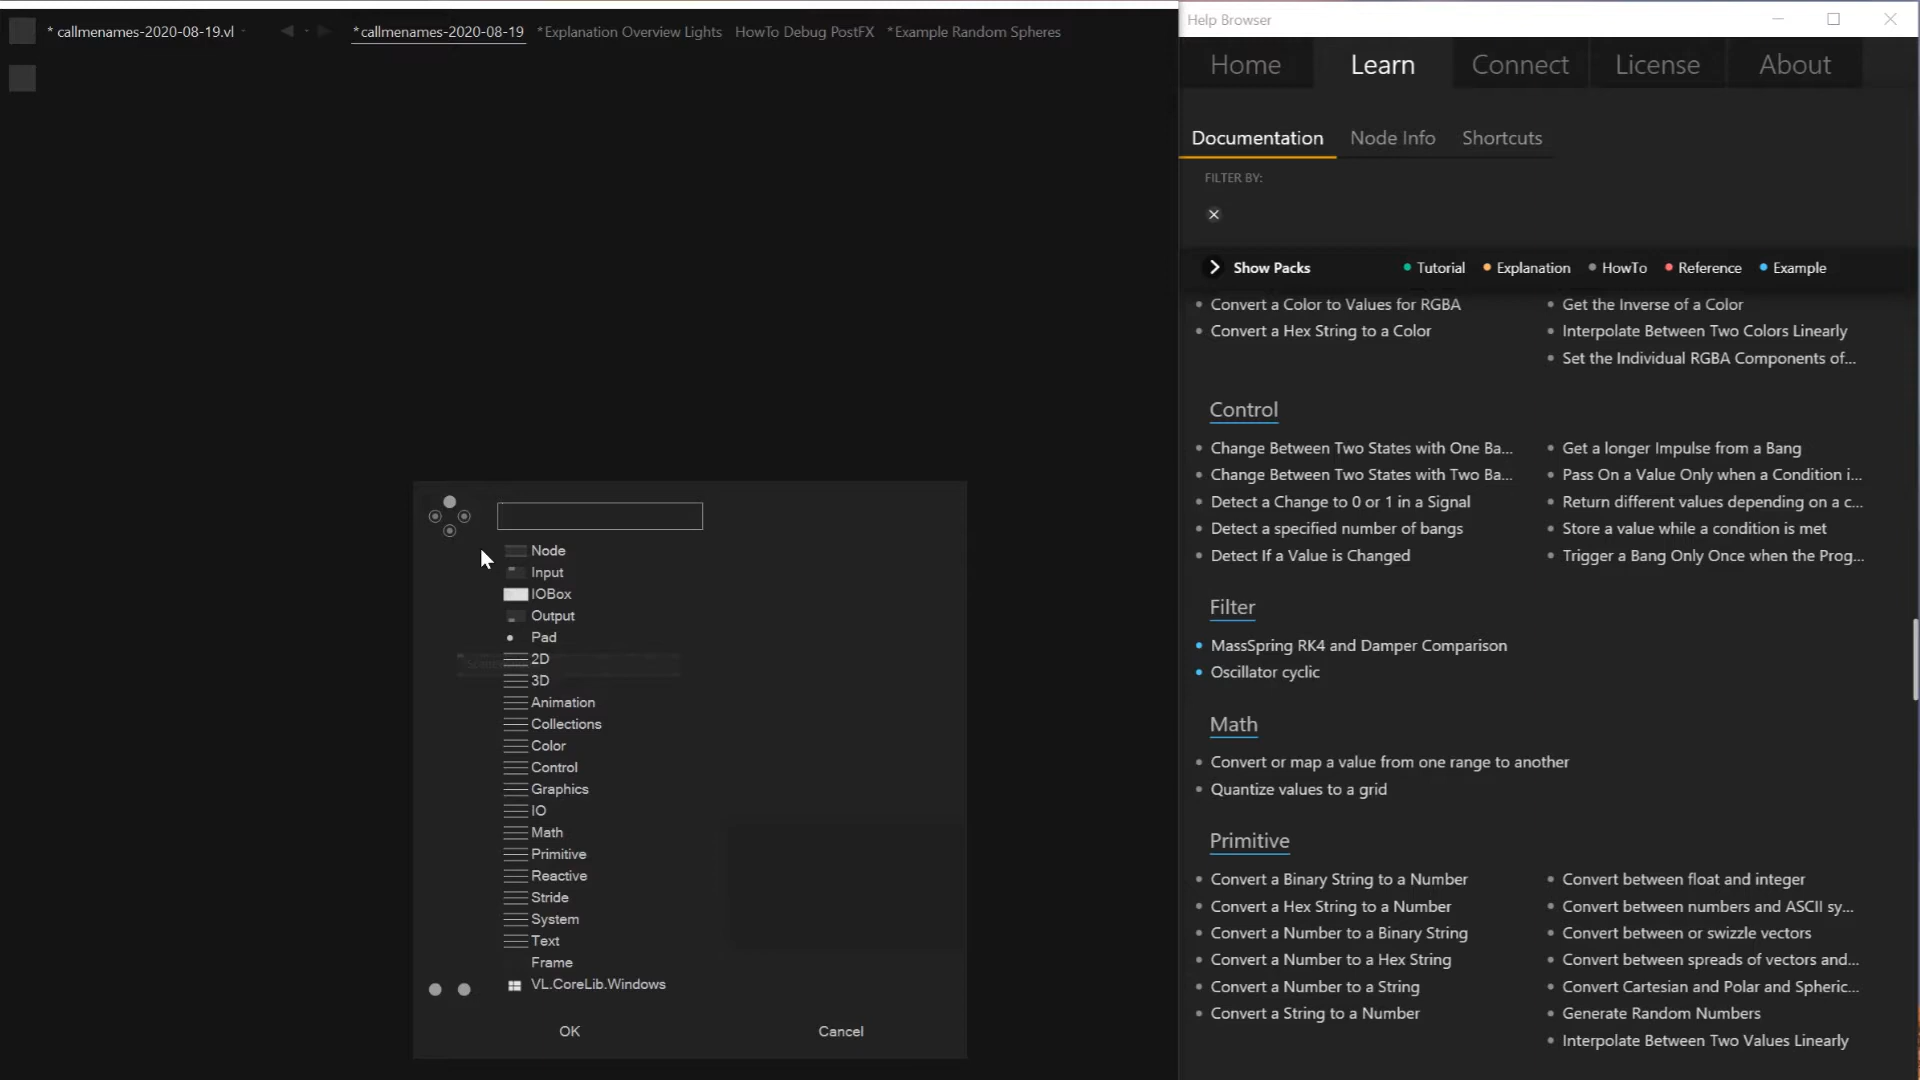 * callmenames-2020-08-19.vl
*callmenames-2020-08-19 *Explanation Overview Lights HowTo Debug PostFX *Example Random Spheres
Node
Input
IOBox
Output
Pad
2D
3D
Animation
Collections
Color
Control
Graphics
IO
Math
Primitive
Reactive
Stride
System
Text
Frame
VL.CoreLib.Windows
OK Cancel
Help Browser
Home Learn Connect License About
Documentation Node Info Shortcuts
FILTER BY:
Show Packs Tutorial Explanation HowTo Reference Example
Convert a Color to Values for RGBA
Convert a Hex String to a Color
Get the Inverse of a Color
Interpolate Between Two Colors Linearly
Set the Individual RGBA Components of...
Control
Change Between Two States with One Ba...
Change Between Two States with Two Ba...
Detect a Change to 0 or 1 in a Signal
Detect a specified number of bangs
Detect If a Value is Changed
Get a longer Impulse from a Bang
Pass On a Value Only when a Condition i...
Return different values depending on a c...
Store a value while a condition is met
Trigger a Bang Only Once when the Prog...
Filter
MassSpring RK4 and Damper Comparison
Oscillator cyclic
Math
Convert or map a value from one range to another
Quantize values to a grid
Primitive
Convert a Binary String to a Number
Convert a Hex String to a Number
Convert a Number to a Binary String
Convert a Number to a Hex String
Convert a Number to a String
Convert a String to a Number
Convert between float and integer
Convert between numbers and ASCII sy...
Convert between or swizzle vectors
Convert between spreads of vectors and...
Convert Cartesian and Polar and Spheric...
Generate Random Numbers
Interpolate Between Two Values Linearly